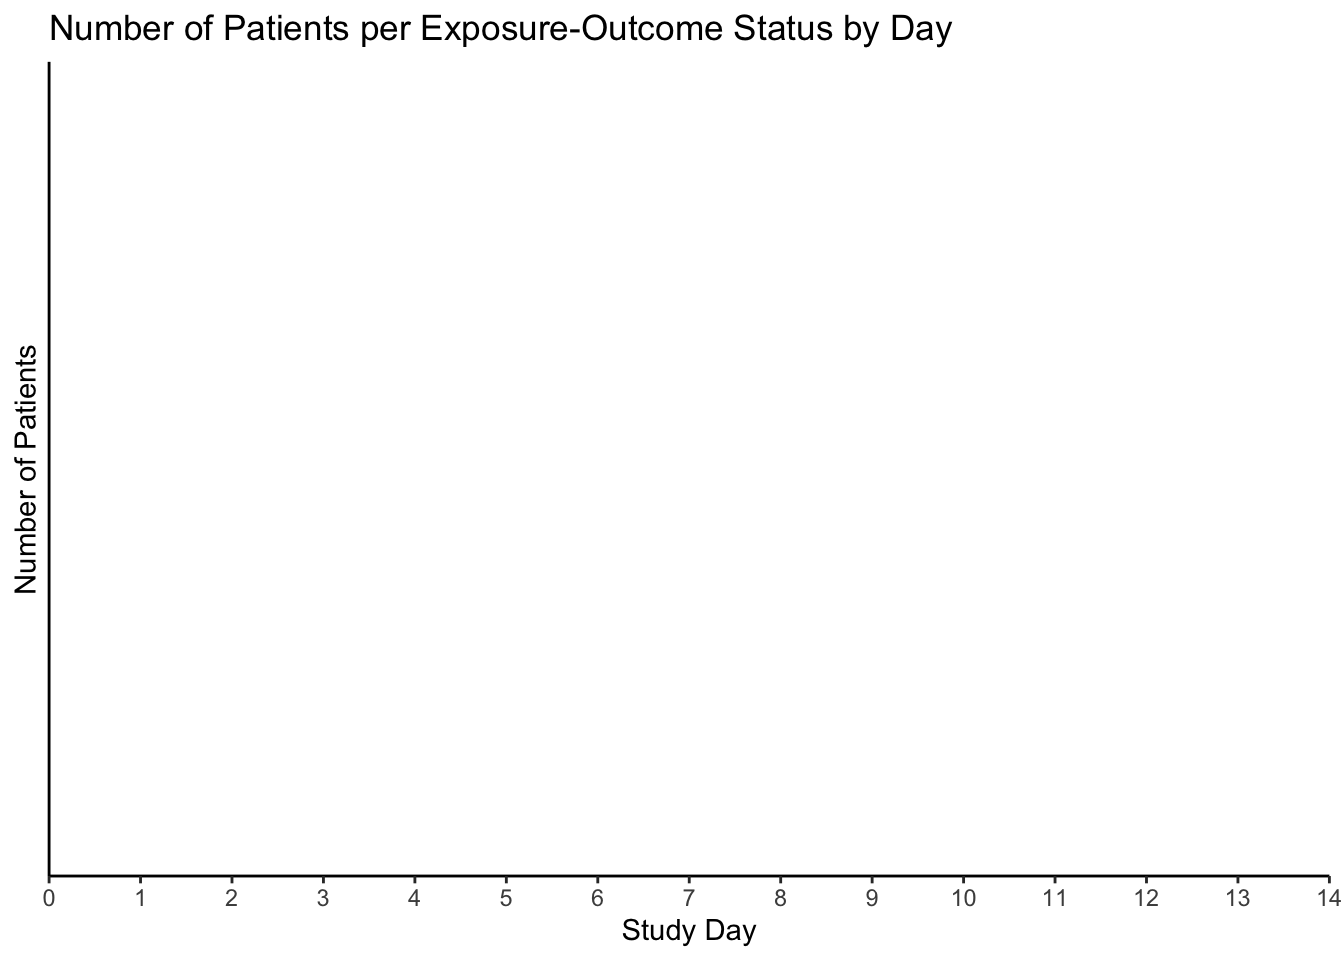 Number of Patients per Exposure-Outcome Status by Day
Number of Patients
0 1 2 3 4 5 6 7 8 9 10 11 12 13 14
Study Day